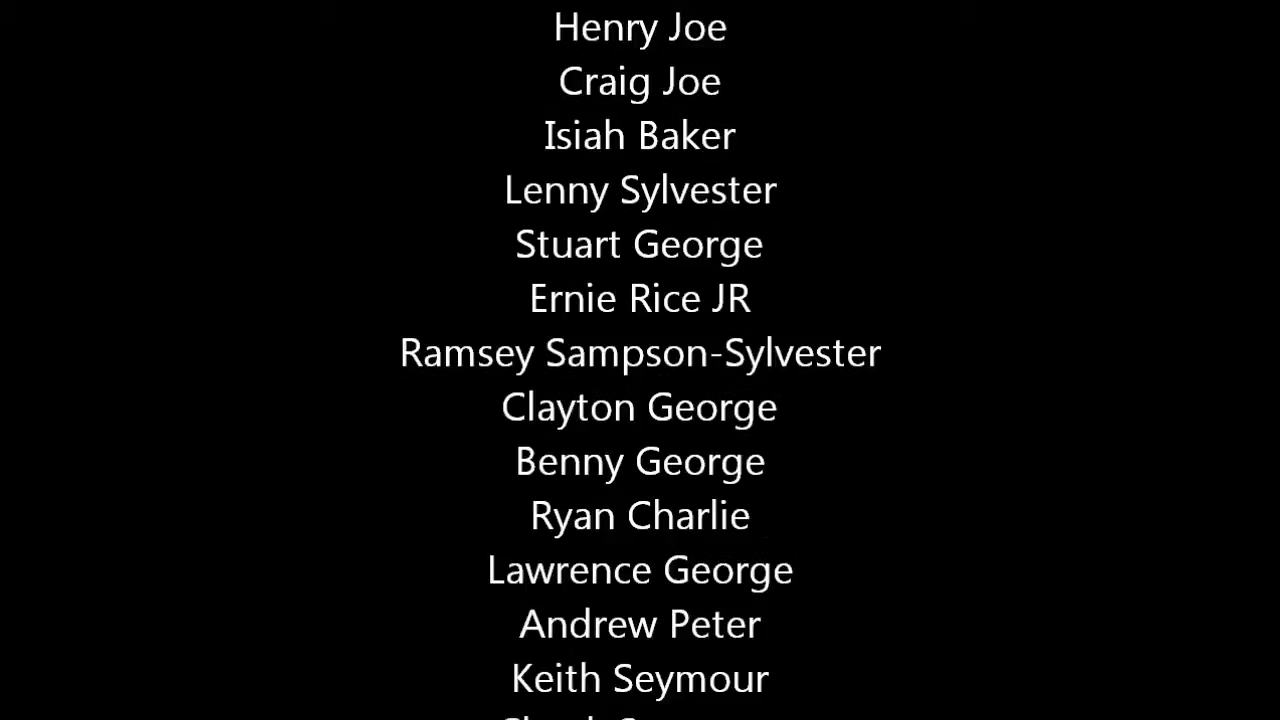 Henry Joe
Craig Joe
Isiah Baker
Lenny Sylvester
Stuart George
Ernie Rice JR
Ramsey Sampson-Sylvester
Clayton George
Benny George
Ryan Charlie
Lawrence George
Andrew Peter
Keith Seymour